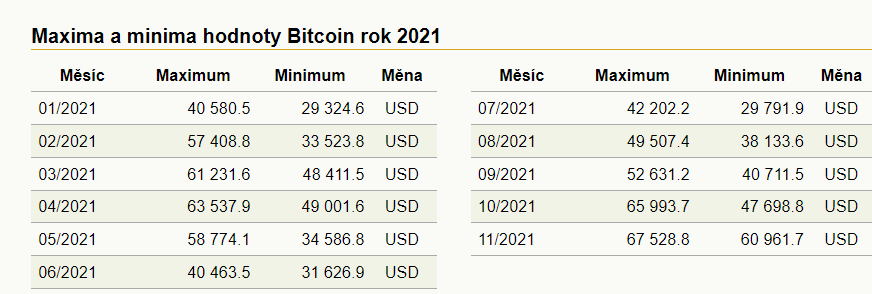 Maxima a minima hodnoty Bitcoin rok 2021
Měsíc Maximum Minimum Měna
01/2021 40 580.5 29 324.6 USD
02/2021 57 408.8 33 523.8 USD
03/2021 61 231.6 48 411.5 USD
04/2021 63 537.9 49 001.6 USD
05/2021 58 774.1 34 586.8 USD
06/2021 40 463.5 31 626.9 USD
Měsíc Maximum Minimum Měna
07/2021 42 202.2 29 791.9 USD
08/2021 49 507.4 38 133.6 USD
09/2021 52 631.2 40 711.5 USD
10/2021 65 993.7 47 698.8 USD
11/2021 67 528.8 60 961.7 USD